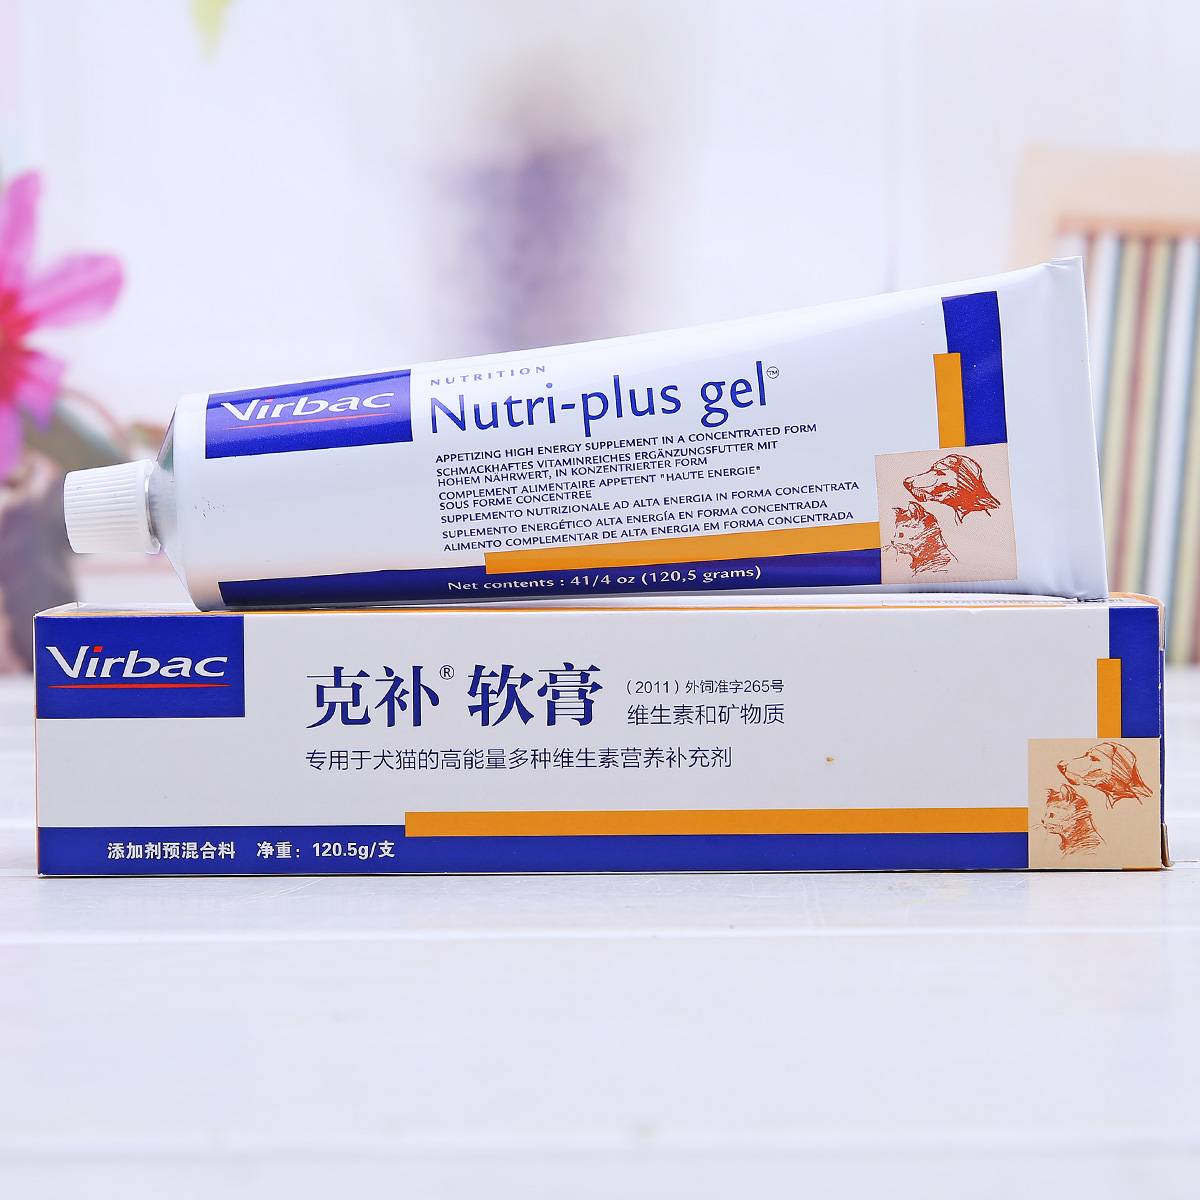 Virbac
NUTRITION
Nutri-plus gel™
APPETIZING HIGH ENERGY SUPPLEMENT IN A CONCENTRATED FORM
SCHMACKHAFTES VITAMINREICHES ERGÄNZUNGSFUTTER MIT
HOHEM NÄHRWERT, IN KONZENTRIERTER FORM
COMPLEMENT ALIMENTAIRE APPETENT "HAUTE ENERGIE"
SOUS FORME CONCENTREE
SUPPLEMENTO NUTRIZIONALE AD ALTA ENERGIA IN FORMA CONCENTRATA
SUPLEMENTO ENERGÉTICO ALTA ENERGÍA EN FORMA CONCENTRADA
ALIMENTO COMPLEMENTAR DE ALTA ENERGIA EM FORMA CONCENTRADA
Net contents : 41/4 oz (120,5 grams)
Virbac
克补® 软膏
(2011) 外饲准字265号
维生素和矿物质
专用于犬猫的高能量多种维生素营养补充剂
添加剂预混合料 净重: 120.5g/支